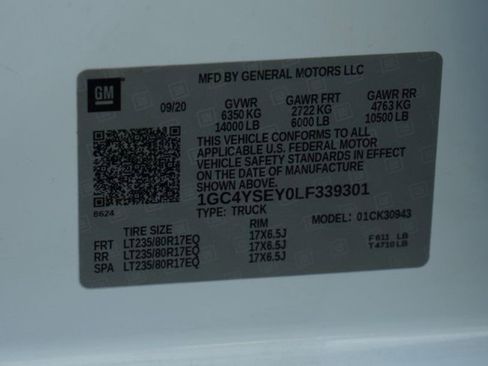 GM
MFD BY GENERAL MOTORS LLC
09/20 GVWR GAWR FRT GAWR RR
6350 KG 2722 KG 4763 KG
14000 LB 6000 LB 10500 LB
THIS VEHICLE CONFORMS TO ALL
APPLICABLE U.S. FEDERAL MOTOR
VEHICLE SAFETY STANDARDS IN EFFECT
ON THE DATE OF MANUFACTURE
SHOWN ABOVE.
1GC4YSEY0LF339301
8624 TYPE: TRUCK MODEL: 01CK30943
TIRE SIZE RIM
FRT LT235/80R17EQ 17X6.5J F611 LB
RR LT235/80R17EQ 17X6.5J T4710LB
SPA LT235/80R17EQ 17X6.5J